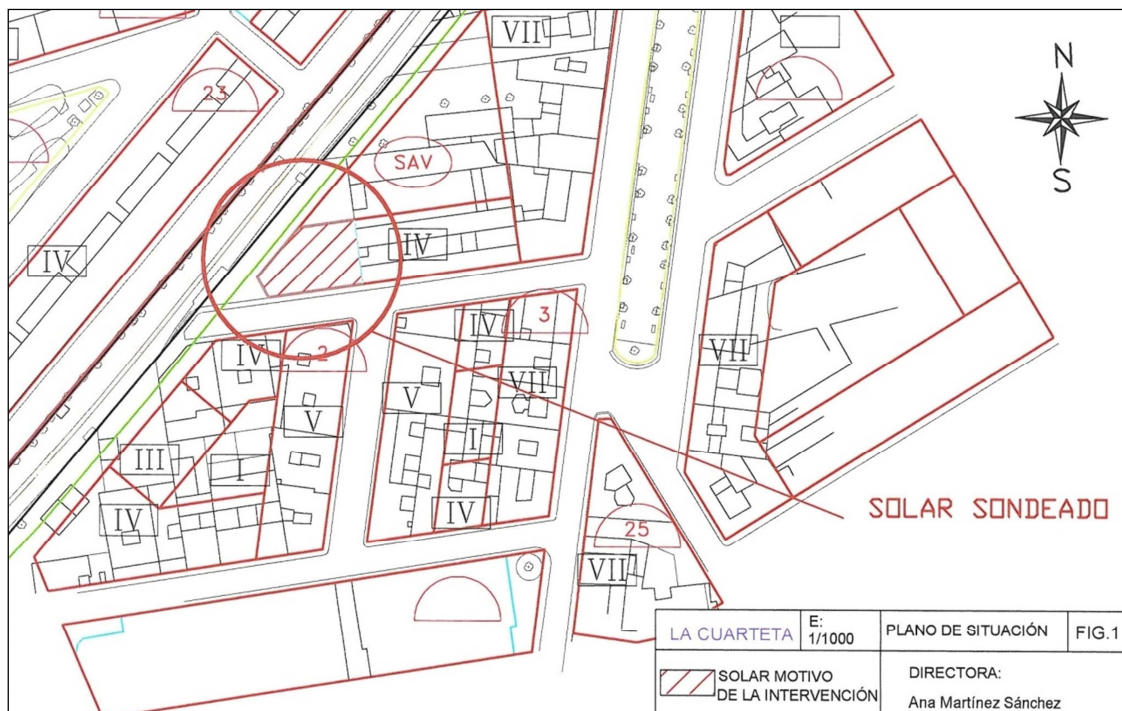 VII
23
N
S
SAV
IV
IV
3
IV
2
IV
VII
VII
V
V
I
III
I
IV
IV
SOLAR SONDEADO
25
VII
LA CUARTETA
E:
1/1000
PLANO DE SITUACIÓN
FIG.1
SOLAR MOTIVO
DE LA INTERVENCIÓN
DIRECTORA:
Ana Martínez Sánchez